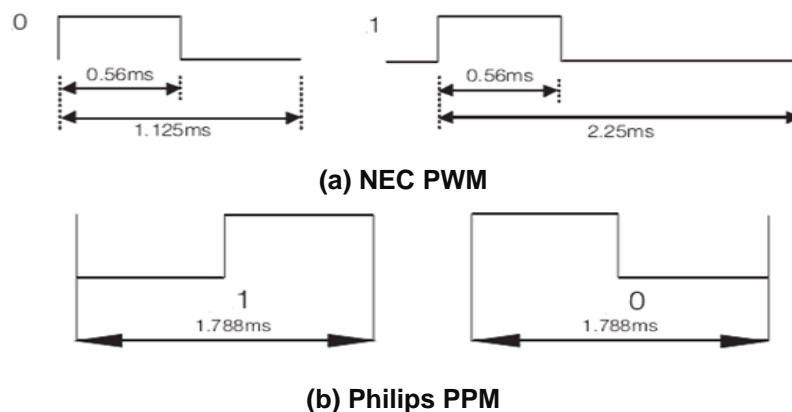 .0 .1
0.56ms 0.56ms
1.125ms 2.25ms
(a) NEC PWM
1 0
1.788ms 1.788ms
(b) Philips PPM